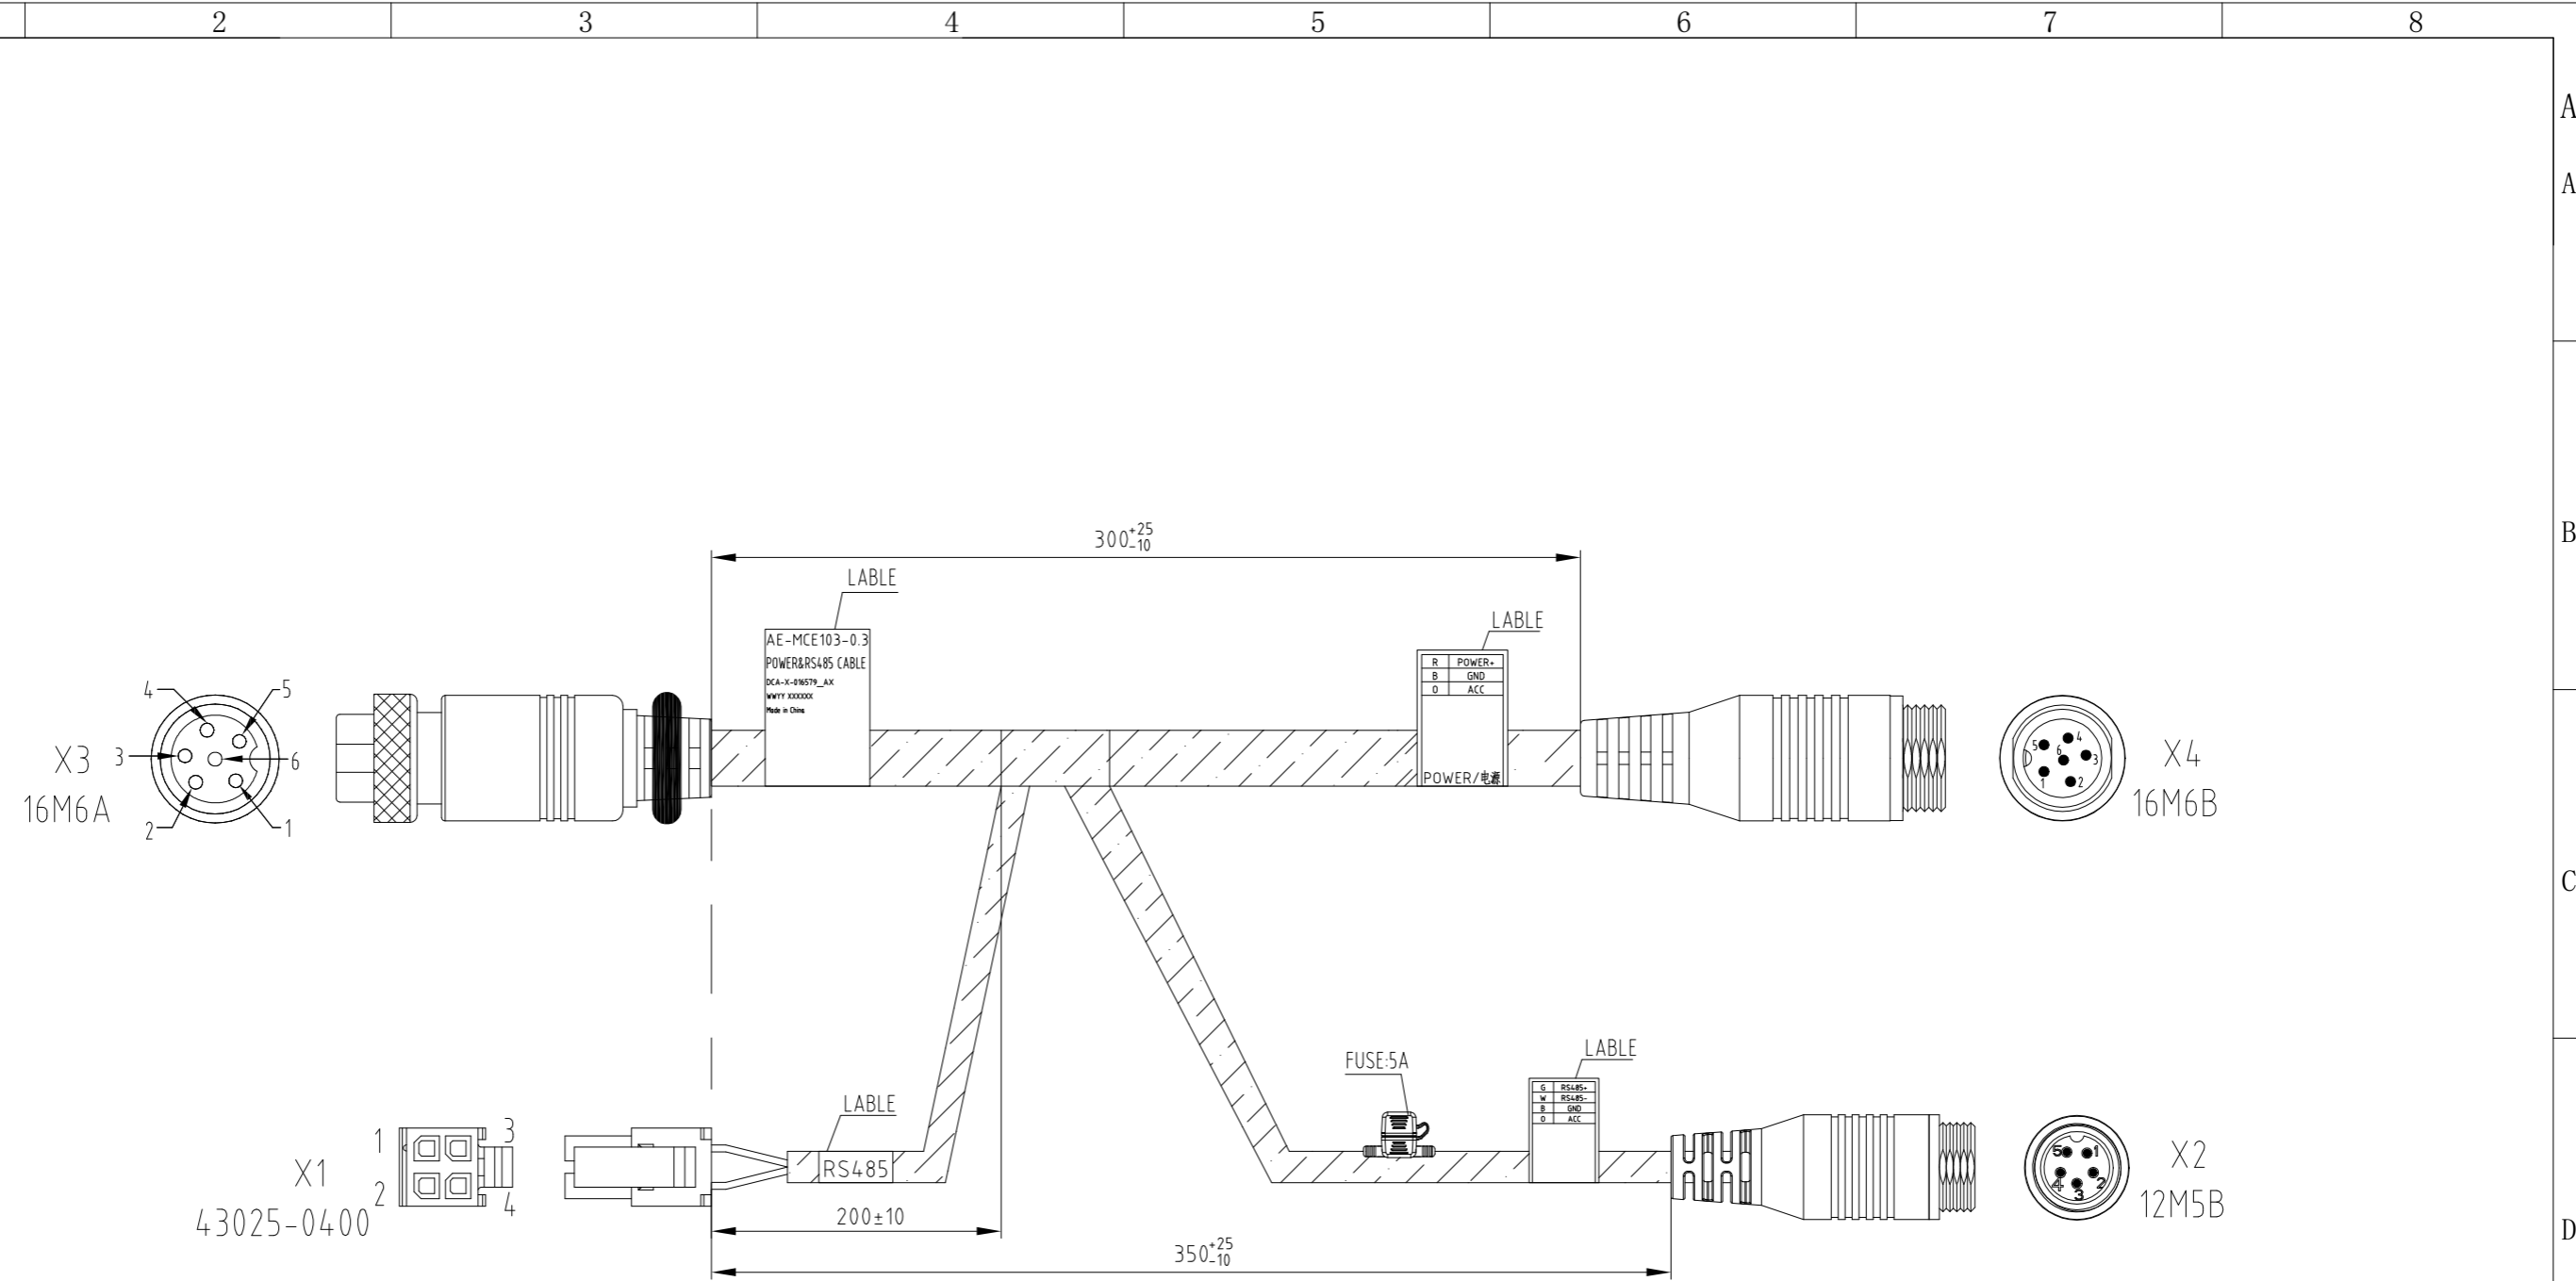 2 3 4 5 6 7 8
A
A
B
C
D
300 +25 -10
LABLE
AE-MCE103-0.3
POWER&RS485 CABLE
DCA-X-016579_AX
WWYY XXXXXX
Made in China
LABLE
R POWER+
B GND
O ACC
POWER/电源
X3
16M6A
4
5
3
6
2
1
X4
16M6B
5
4
6
3
1
2
FUSE:5A
LABLE
G RS485+
W RS485-
B GND
O ACC
LABLE
RS485
X1
43025-0400
1
3
2
4
X2
12M5B
5
1
4
2
3
200±10
350 +25 -10